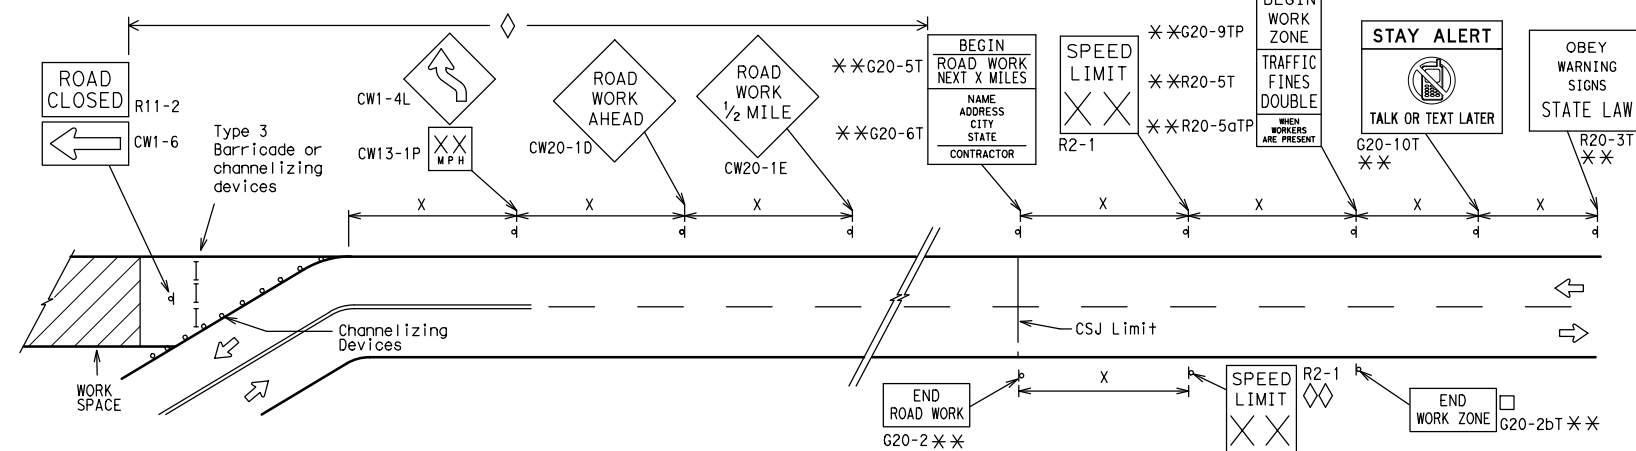 ROAD
CLOSED
R11-2
CW1-6
Type 3
Barricade or
channelizing
devices
CW1-4L
CW13-1P
XX
MPH
ROAD
WORK
AHEAD
CW20-1D
ROAD
WORK
1/2 MILE
CW20-1E
**G20-5T
**G20-6T
BEGIN
ROAD WORK
NEXT X MILES
NAME
ADDRESS
CITY
STATE
CONTRACTOR
SPEED
LIMIT
XX
R2-1
**G20-9TP
**R20-5T
**R20-5aTP
BEGIN
WORK
ZONE
TRAFFIC
FINES
DOUBLE
WHEN
WORKERS
ARE PRESENT
STAY ALERT
TALK OR TEXT LATER
G20-10T
**
OBEY
WARNING
SIGNS
STATE LAW
R20-3T
**
X
X
X
X
X
X
X
Channelizing
Devices
CSJ Limit
WORK
SPACE
END
ROAD WORK
G20-2 **
X
SPEED
LIMIT
XX
R2-1
END
WORK ZONE
G20-2bT **